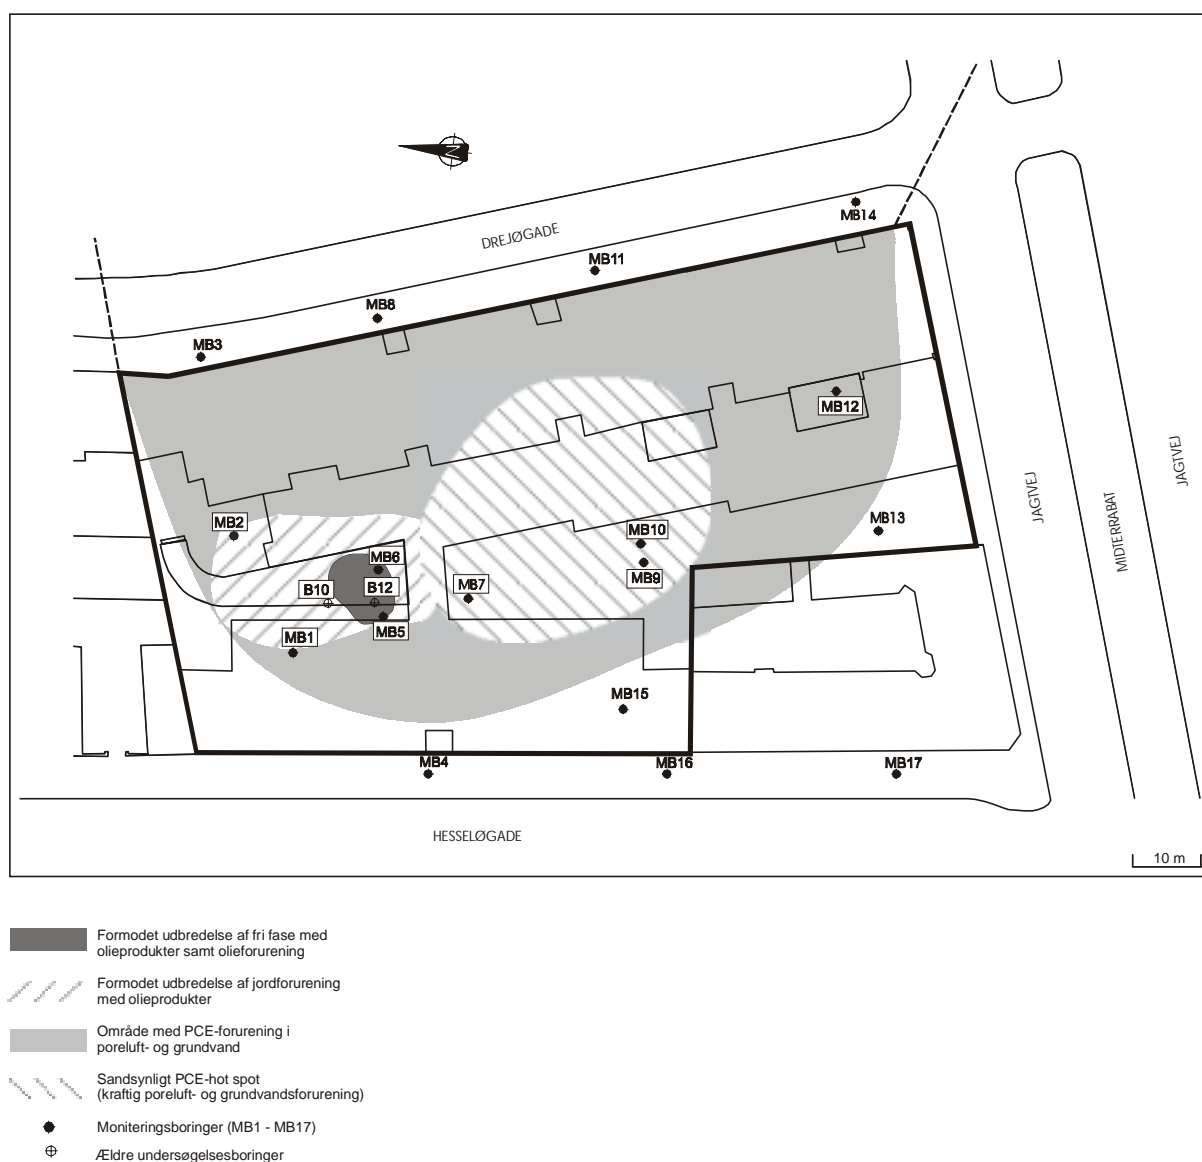 N
DREJØGADE
MB14
MB11
MB8
MB3
MB12
JAGTVEJ
JAGTVEJ
MIDTERRABAT
MB2
MB13
MB10
MB6
MB9
B10
B12
MB7
MB5
MB1
MB15
MB4
MB16
MB17
HESSELØGADE
10 m
Formodet udbredelse af fri fase med
olieprodukter samt olieforurening
Formodet udbredelse af jordforurening
med olieprodukter
Område med PCE-forurening i
poreluft- og grundvand
Sandsynligt PCE-hot spot
(kraftig poreluft- og grundvandsforurening)
Moniteringsboringer (MB1 - MB17)
Ældre undersøgelsesboringer